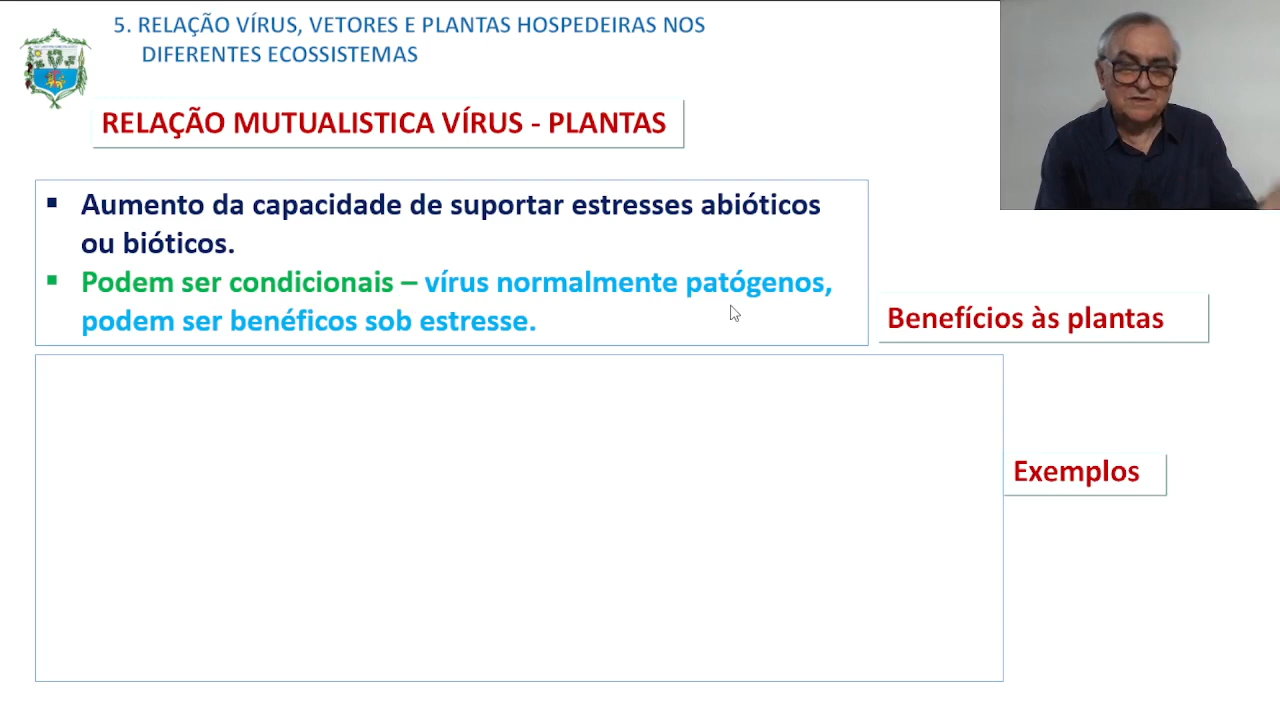 5. RELAÇÃO VÍRUS, VETORES E PLANTAS HOSPEDEIRAS NOS
DIFERENTES ECOSSISTEMAS
RELAÇÃO MUTUALISTICA VÍRUS - PLANTAS
▪ Aumento da capacidade de suportar estresses abióticos
ou bióticos.
▪ Podem ser condicionais – vírus normalmente patógenos,
podem ser benéficos sob estresse.
Benefícios às plantas
Exemplos